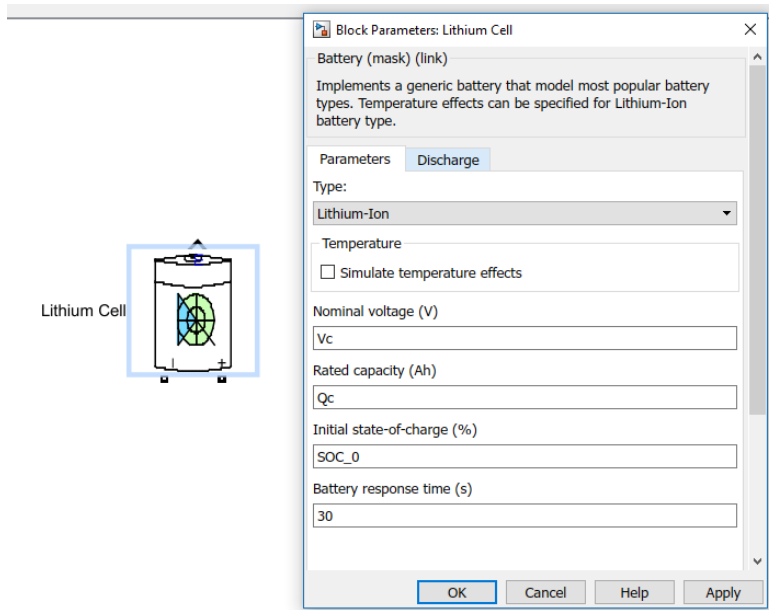 Block Parameters: Lithium Cell
Battery (mask) (link)
Implements a generic battery that model most popular battery
types. Temperature effects can be specified for Lithium-Ion
battery type.
Parameters
Discharge
Type:
Lithium-Ion
Temperature
Simulate temperature effects
Nominal voltage (V)
Vc
Rated capacity (Ah)
Qc
Initial state-of-charge (%)
SOC_0
Battery response time (s)
30
OK
Cancel
Help
Apply
Lithium Cell
+